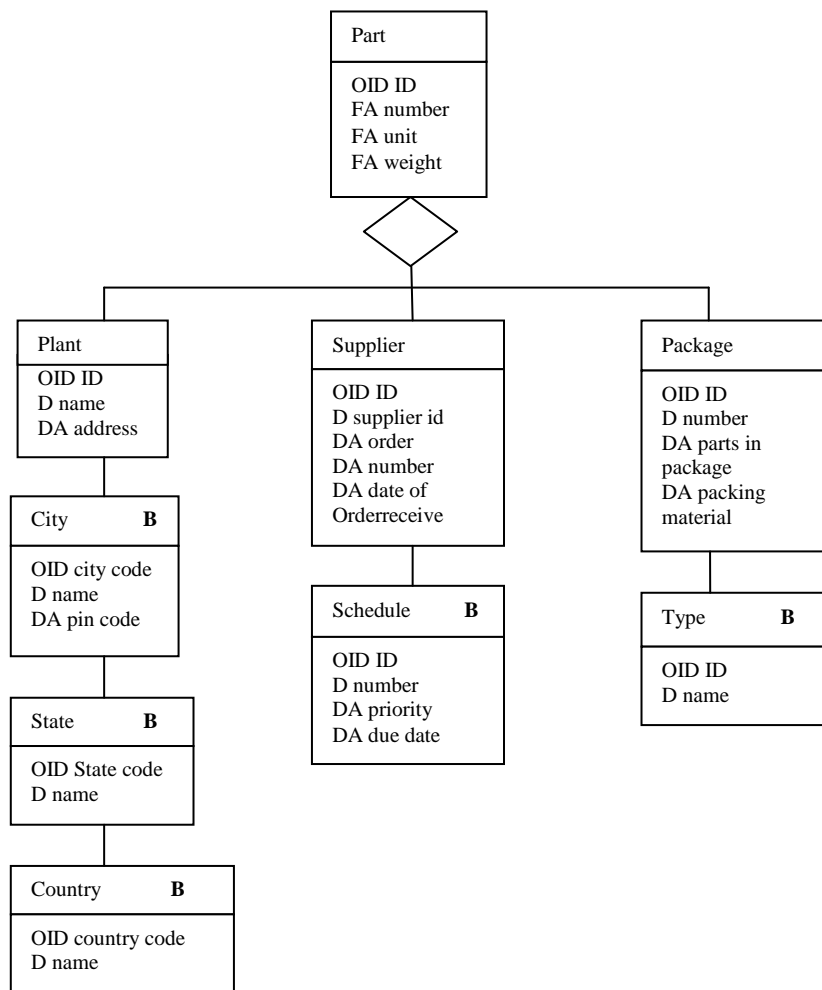 Part
OID ID
FA number
FA unit
FA weight
Plant
OID ID
D name
DA address
City B
OID city code
D name
DA pin code
State B
OID State code
D name
Country B
OID country code
D name
Supplier
OID ID
D supplier id
DA order
DA number
DA date of
Orderreceive
Schedule B
OID ID
D number
DA priority
DA due date
Package
OID ID
D number
DA parts in
package
DA packing
material
Type B
OID ID
D name